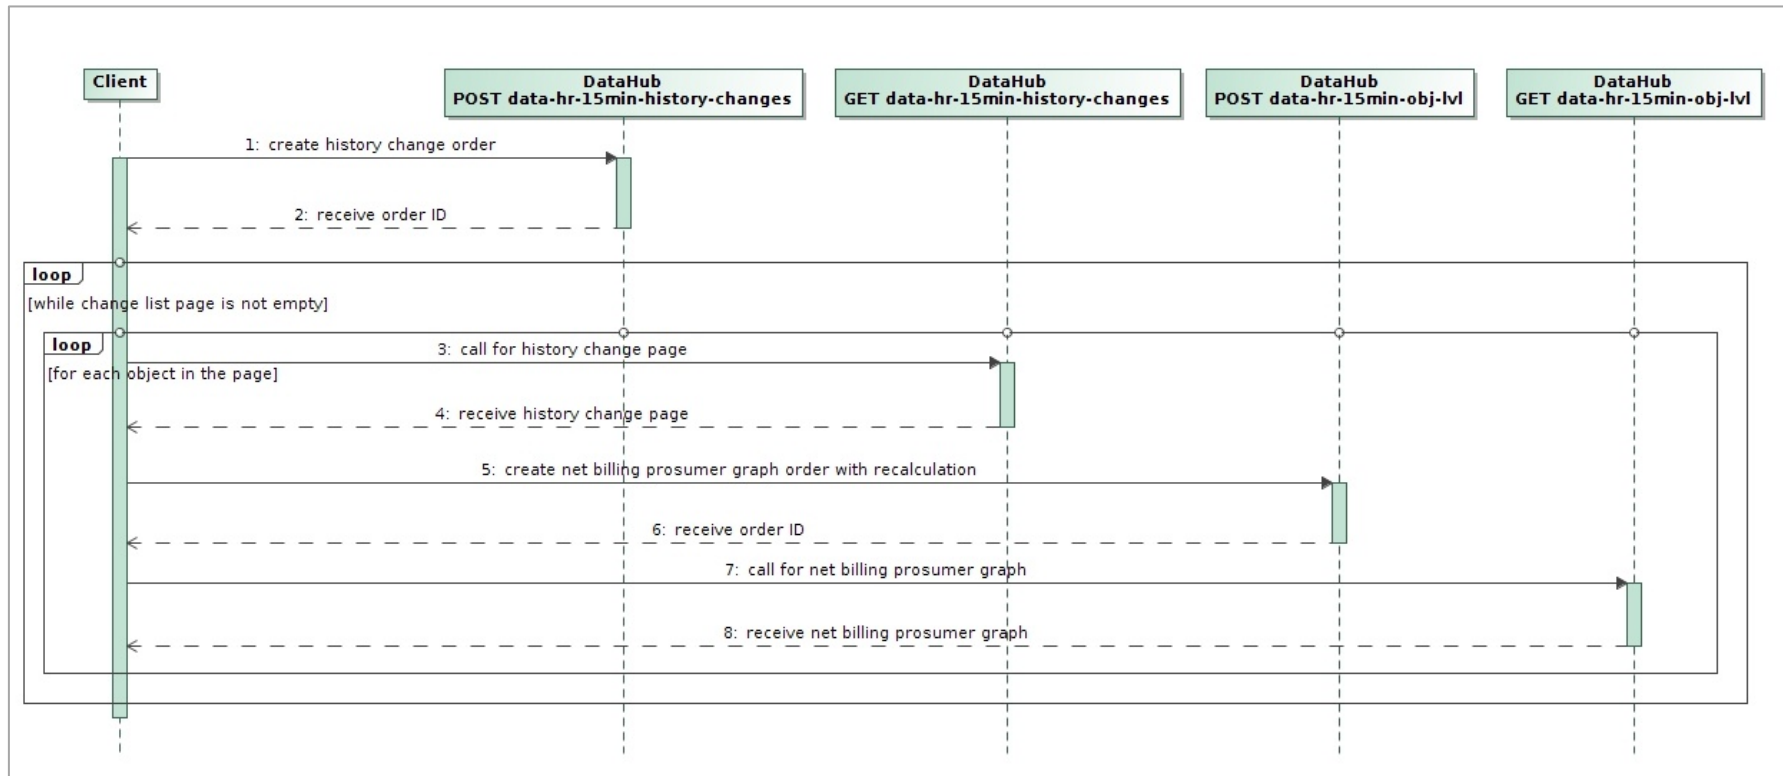 Client
DataHub
POST data-hr-15min-history-changes
DataHub
GET data-hr-15min-history-changes
DataHub
POST data-hr-15min-obj-lvl
DataHub
GET data-hr-15min-obj-lvl
1: create history change order
2: receive order ID
loop
[while change list page is not empty]
loop
3: call for history change page
[for each object in the page]
4: receive history change page
5: create net billing prosumer graph order with recalculation
6: receive order ID
7: call for net billing prosumer graph
8: receive net billing prosumer graph